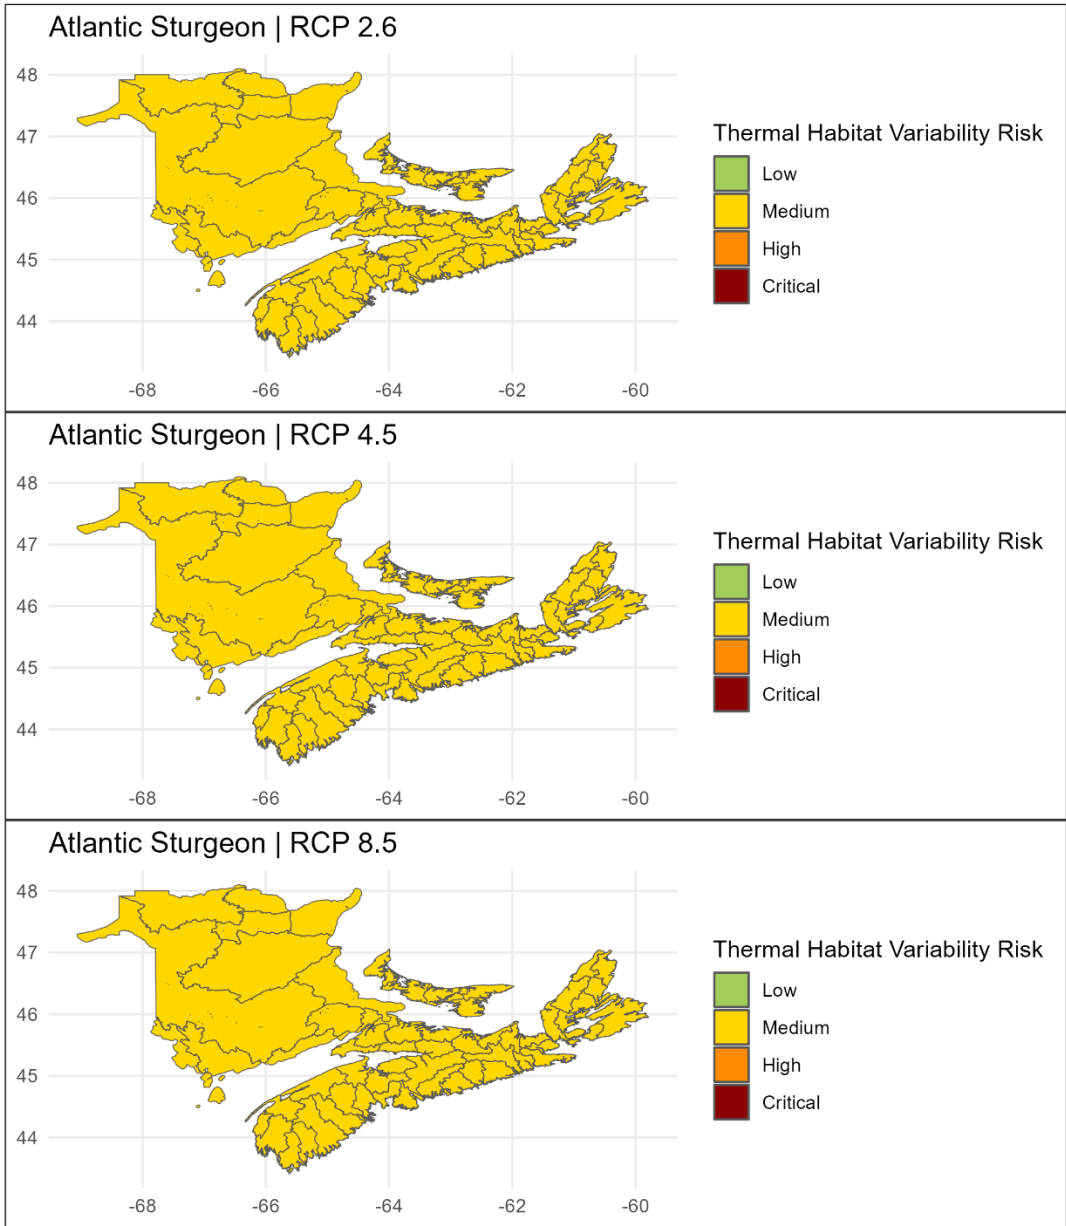 Atlantic Sturgeon | RCP 2.6
48
47
46
45
44
-68 -66 -64 -62 -60
Thermal Habitat Variability Risk
Low
Medium
High
Critical
Atlantic Sturgeon | RCP 4.5
48
47
46
45
44
-68 -66 -64 -62 -60
Thermal Habitat Variability Risk
Low
Medium
High
Critical
Atlantic Sturgeon | RCP 8.5
48
47
46
45
44
-68 -66 -64 -62 -60
Thermal Habitat Variability Risk
Low
Medium
High
Critical